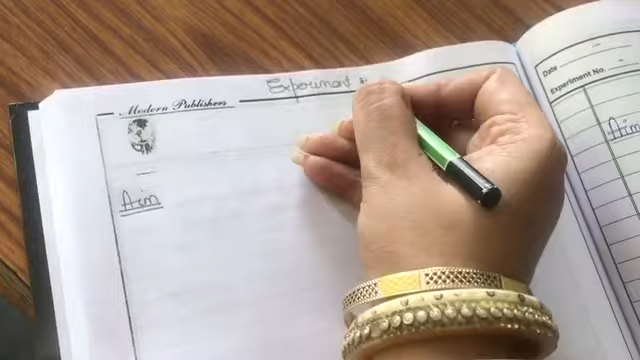 Experiment
Modern Publishers
Aim
Date
Experiment No.
Aim